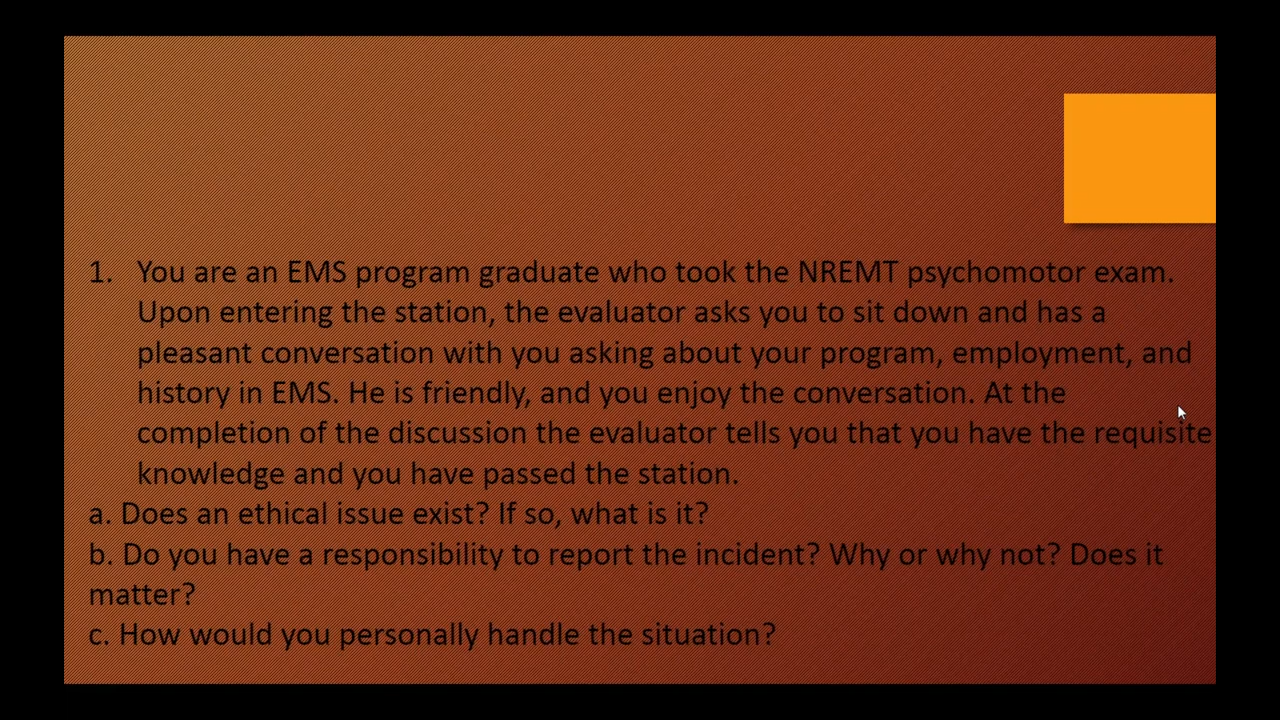 1. You are an EMS program graduate who took the NREMT psychomotor exam.
Upon entering the station, the evaluator asks you to sit down and has a
pleasant conversation with you asking about your program, employment, and
history in EMS. He is friendly, and you enjoy the conversation. At the
completion of the discussion the evaluator tells you that you have the requisite
knowledge and you have passed the station.
a. Does an ethical issue exist? If so, what is it?
b. Do you have a responsibility to report the incident? Why or why not? Does it
matter?
c. How would you personally handle the situation?